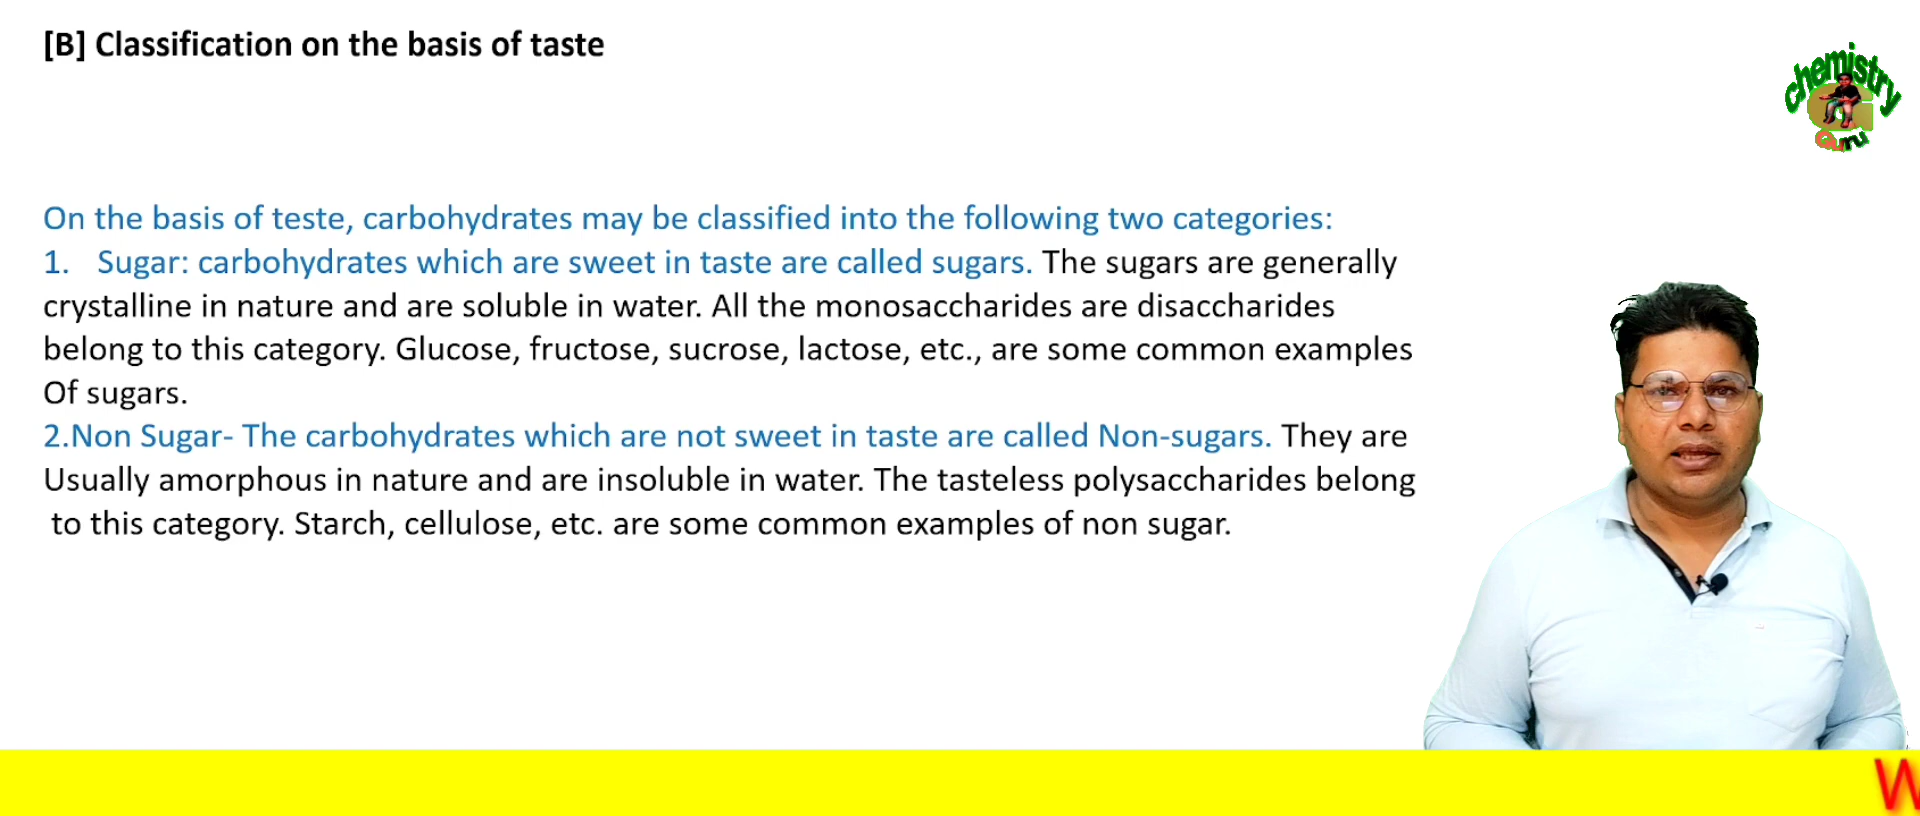 [B] Classification on the basis of taste
chemistry
G
Quru
On the basis of teste, carbohydrates may be classified into the following two categories:
1. Sugar: carbohydrates which are sweet in taste are called sugars. The sugars are generally
crystalline in nature and are soluble in water. All the monosaccharides are disaccharides
belong to this category. Glucose, fructose, sucrose, lactose, etc., are some common examples
Of sugars.
2.Non Sugar- The carbohydrates which are not sweet in taste are called Non-sugars. They are
Usually amorphous in nature and are insoluble in water. The tasteless polysaccharides belong
to this category. Starch, cellulose, etc. are some common examples of non sugar.
W